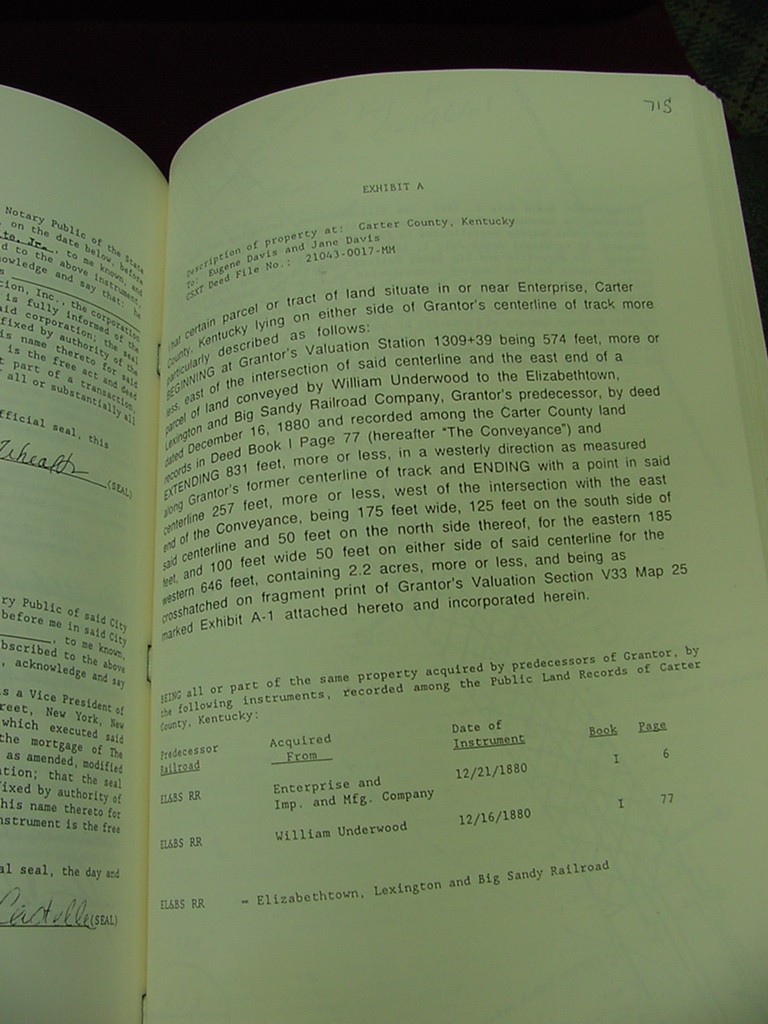 Notary Public of the State
on the date below, before
to, Jr., to me known, and
d to the above instrument,
owledge and say that: he
s
tion, Inc., the corporation
is fully informed of the
aid corporation; the seal
fixed by authority of the
is name thereto for said
is the free act and deed
t part of a transaction,
all or substantially all
fficial seal, this
(SEAL)
ry Public of said City
before me in said City
, to me known,
bscribed to the above
, acknowledge and say
s a Vice President of
reet, New York, New
which executed said
the mortgage of The
as amended, modified
tion; that the seal
fixed by authority of
his name thereto for
nstrument is the free
al seal, the day and
(SEAL)
715
EXHIBIT A
Description of property at: Carter County, Kentucky
To: Eugene Davis and Jane Davis
CSXT Deed File No.: 21043-0017-MM
That certain parcel or tract of land situate in or near Enterprise, Carter
County, Kentucky lying on either side of Grantor's centerline of track more
particularly described as follows:
BEGINNING at Grantor's Valuation Station 1309+39 being 574 feet, more or
less, east of the intersection of said centerline and the east end of a
parcel of land conveyed by William Underwood to the Elizabethtown,
Lexington and Big Sandy Railroad Company, Grantor's predecessor, by deed
dated December 16, 1880 and recorded among the Carter County land
records in Deed Book I Page 77 (hereafter "The Conveyance") and
EXTENDING 831 feet, more or less, in a westerly direction as measured
along Grantor's former centerline of track and ENDING with a point in said
centerline 257 feet, more or less, west of the intersection with the east
end of the Conveyance, being 175 feet wide, 125 feet on the south side of
said centerline and 50 feet on the north side thereof, for the eastern 185
feet, and 100 feet wide 50 feet on either side of said centerline for the
western 646 feet, containing 2.2 acres, more or less, and being as
crosshatched on fragment print of Grantor's Valuation Section V33 Map 25
marked Exhibit A-1 attached hereto and incorporated herein.
BEING all or part of the same property acquired by predecessors of Grantor, by
the following instruments, recorded among the Public Land Records of Carter
County, Kentucky:
Predecessor Railroad Acquired From Date of Instrument Book Page
EL&BS RR Enterprise and Imp. and Mfg. Company 12/21/1880 I 6
EL&BS RR William Underwood 12/16/1880 I 77
EL&BS RR = Elizabethtown, Lexington and Big Sandy Railroad